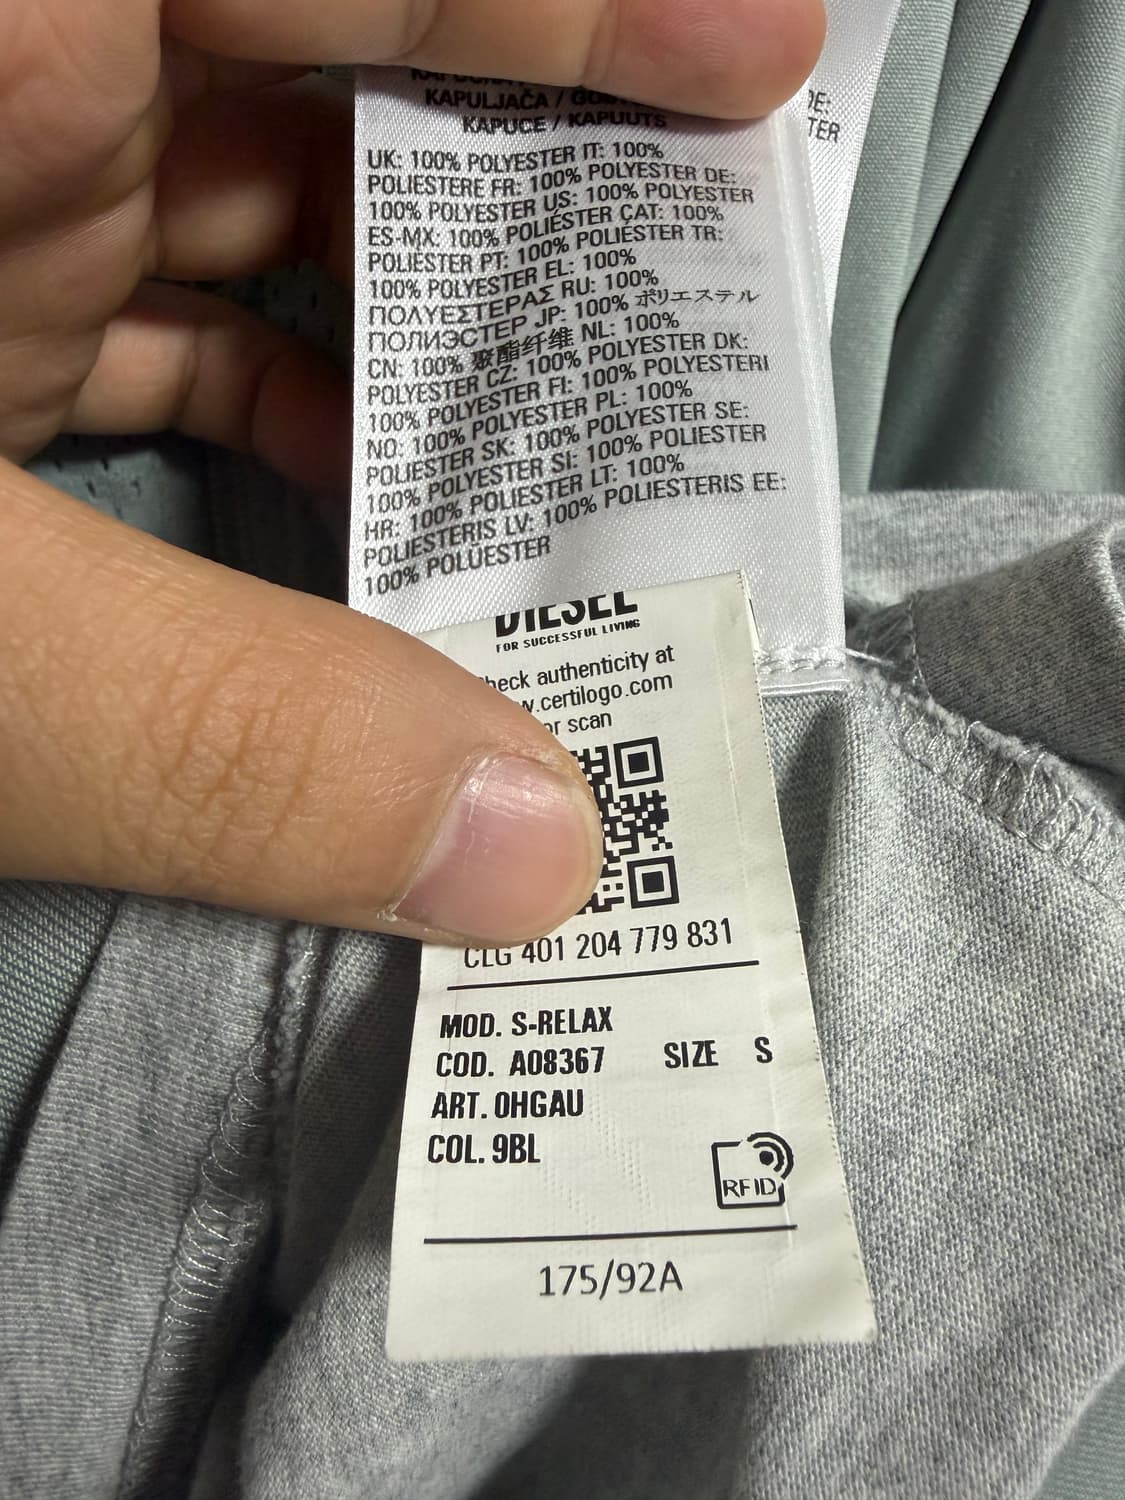 KAPULJAČA /
KAPUCE / KAPUUTS
UK: 100% POLYESTER IT: 100%
POLIESTERE FR: 100% POLYESTER DE:
100% POLYESTER US: 100% POLYESTER
ES-MX: 100% POLIÉSTER CAT: 100%
POLIÈSTER PT: 100% POLIÉSTER TR:
100% POLYESTER EL: 100%
ΠΟΛΥΕΣΤΕΡΑΣ RU: 100%
ПОЛИЭСТЕР JP: 100% ポリエステル
CN: 100% 聚酯纤维 NL: 100%
POLYESTER CZ: 100% POLYESTER DK:
100% POLYESTER FI: 100% POLYESTERI
NO: 100% POLYESTER PL: 100%
POLIESTER SK: 100% POLYESTER SE:
100% POLYESTER SI: 100% POLIESTER
HR: 100% POLIESTER LT: 100%
POLIESTERIS LV: 100% POLIESTERIS EE:
100% POLÜESTER
DE:
TER
DIESEL
FOR SUCCESSFUL LIVING
heck authenticity at
w.certilogo.com
or scan
CLG 401 204 779 831
MOD. S-RELAX
COD. A08367 SIZE S
ART. OHGAU
COL. 9BL
RFID
175/92A